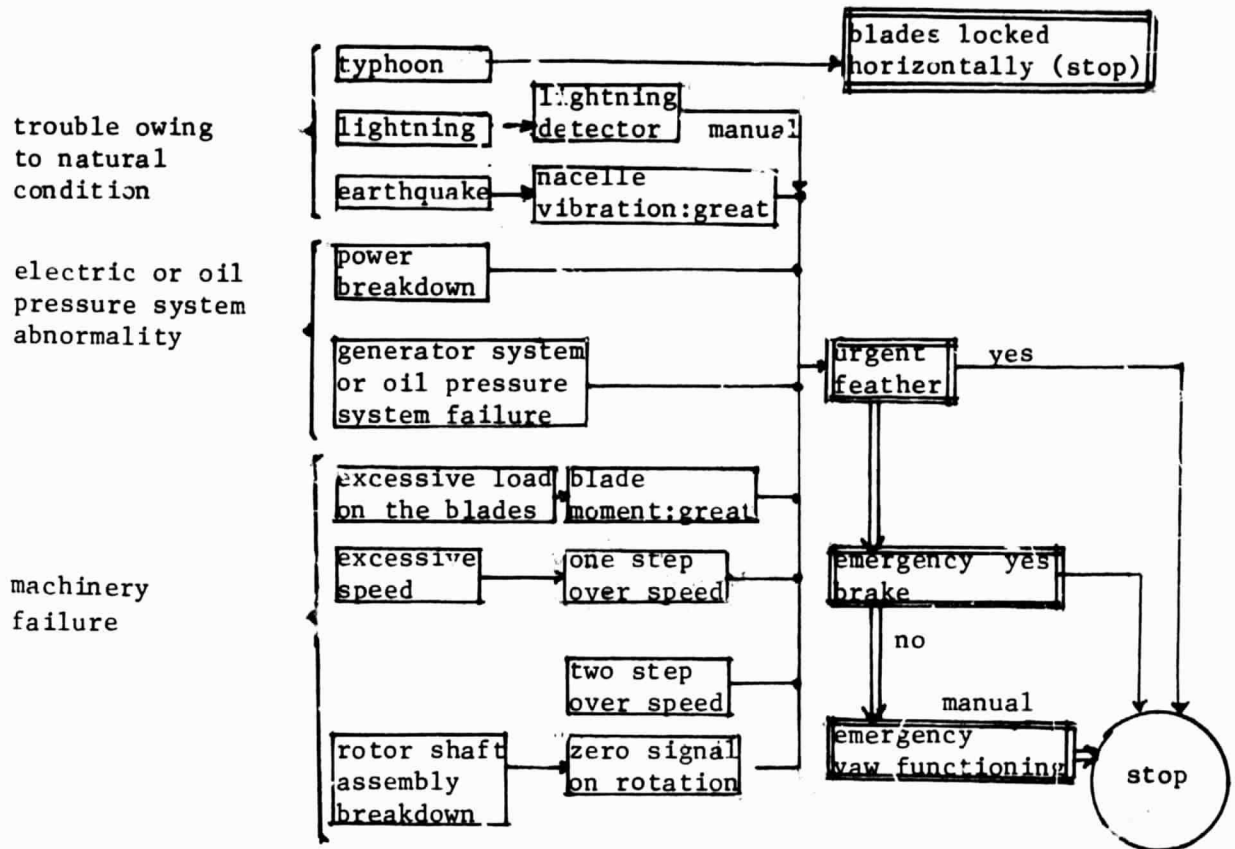 blades locked
horizontally (stop)
typhoon
trouble owing
to natural
condition
lightning
lightning
detector
manual
earthquake
nacelle
vibration:great
electric or oil
pressure system
abnormality
power
breakdown
generator system
or oil pressure
system failure
urgent
feather
yes
machinery
failure
excessive load
on the blades
blade
moment:great
excessive
speed
one step
over speed
emergency yes
brake
no
two step
over speed
manual
rotor shaft
assembly
breakdown
zero signal
on rotation
emergency
yaw functioning
stop